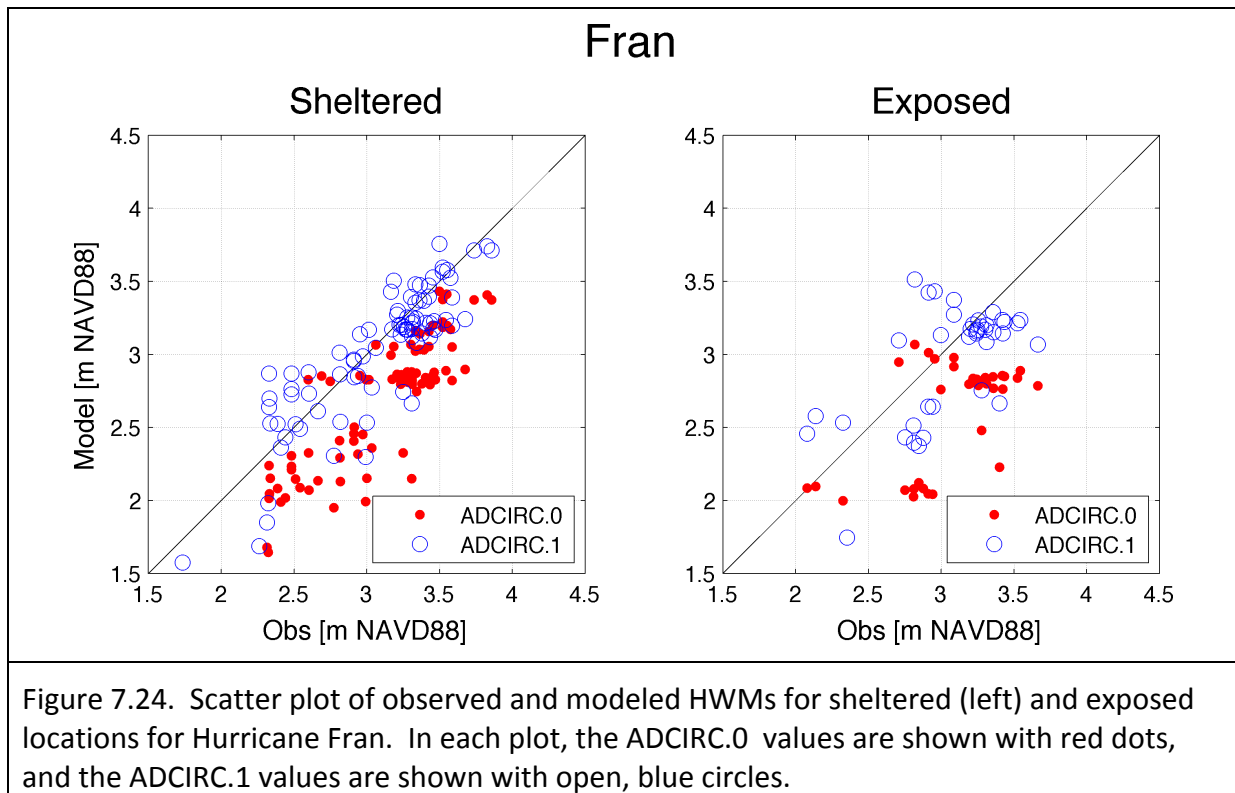 Fran
Sheltered
Exposed
4.5
4
3.5
3
2.5
2
1.5
Model [m NAVD88]
1.5 2 2.5 3 3.5 4 4.5
Obs [m NAVD88]
ADCIRC.0
ADCIRC.1
4.5
4
3.5
3
2.5
2
1.5
1.5 2 2.5 3 3.5 4 4.5
Obs [m NAVD88]
ADCIRC.0
ADCIRC.1
Figure 7.24. Scatter plot of observed and modeled HWMs for sheltered (left) and exposed
locations for Hurricane Fran. In each plot, the ADCIRC.0 values are shown with red dots,
and the ADCIRC.1 values are shown with open, blue circles.